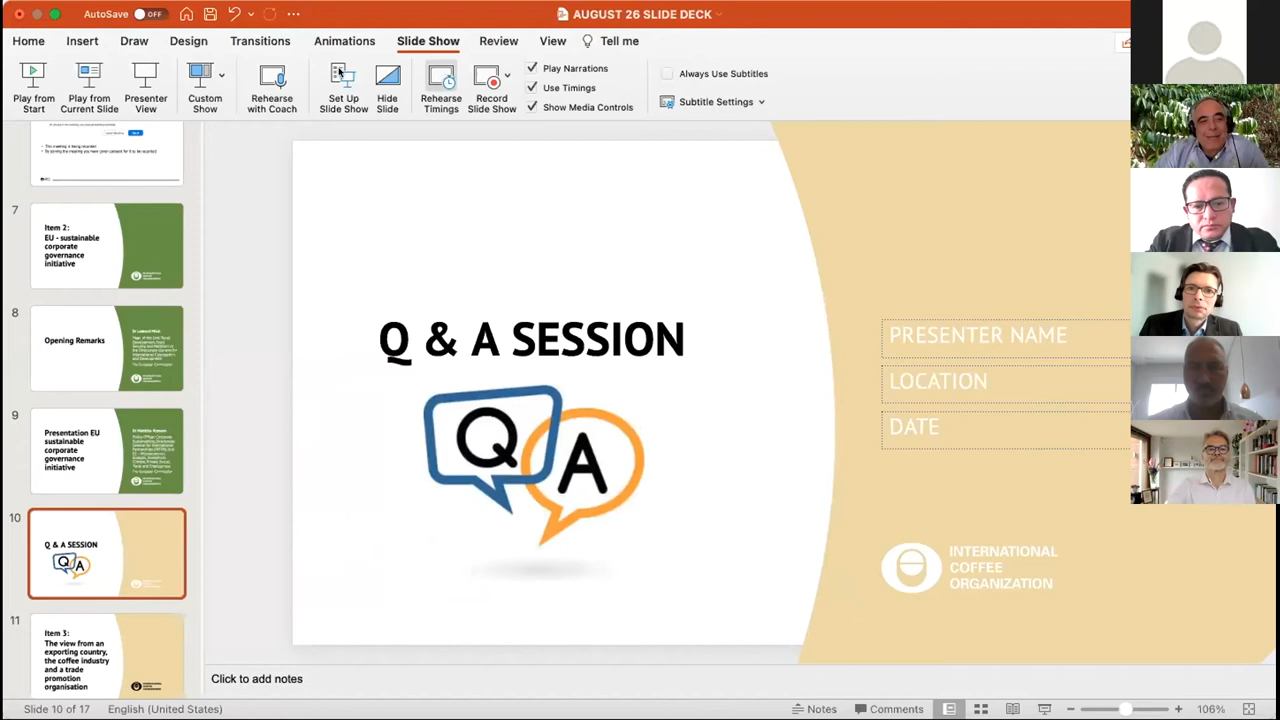 AutoSave OFF
AUGUST 26 SLIDE DECK
Home Insert Draw Design Transitions Animations Slide Show Review View Tell me
Play from Start
Play from Current Slide
Presenter View
Custom Show
Rehearse with Coach
Set Up Slide Show
Hide Slide
Rehearse Timings
Record Slide Show
Play Narrations
Use Timings
Show Media Controls
Always Use Subtitles
Subtitle Settings
7
Item 2:
EU - sustainable
corporate
governance
initiative
8
Opening Remarks
9
Presentation EU
sustainable
corporate
governance
initiative
10
Q & A SESSION
Q A
11
Item 3:
The view from an
exporting country,
the coffee industry
and a trade
promotion
organisation
Q & A SESSION
Q A
PRESENTER NAME
LOCATION
DATE
INTERNATIONAL
COFFEE
ORGANIZATION
Click to add notes
Slide 10 of 17 English (United States) Notes Comments 106%